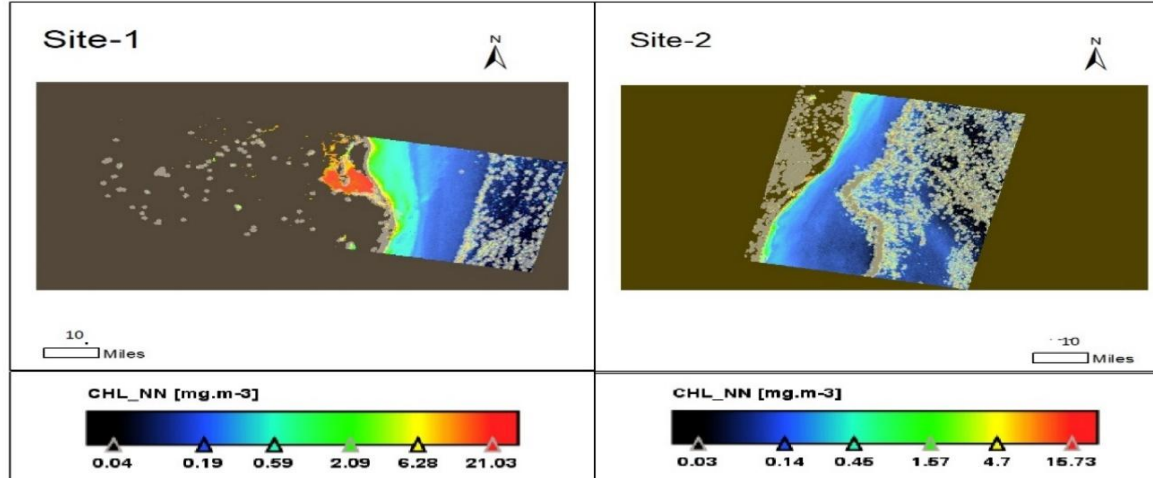 Site-1
N
10
Miles
CHL_NN [mg.m-3]
0.04 0.19 0.59 2.09 6.28 21.03
Site-2
N
10
Miles
CHL_NN [mg.m-3]
0.03 0.14 0.45 1.67 4.7 15.73